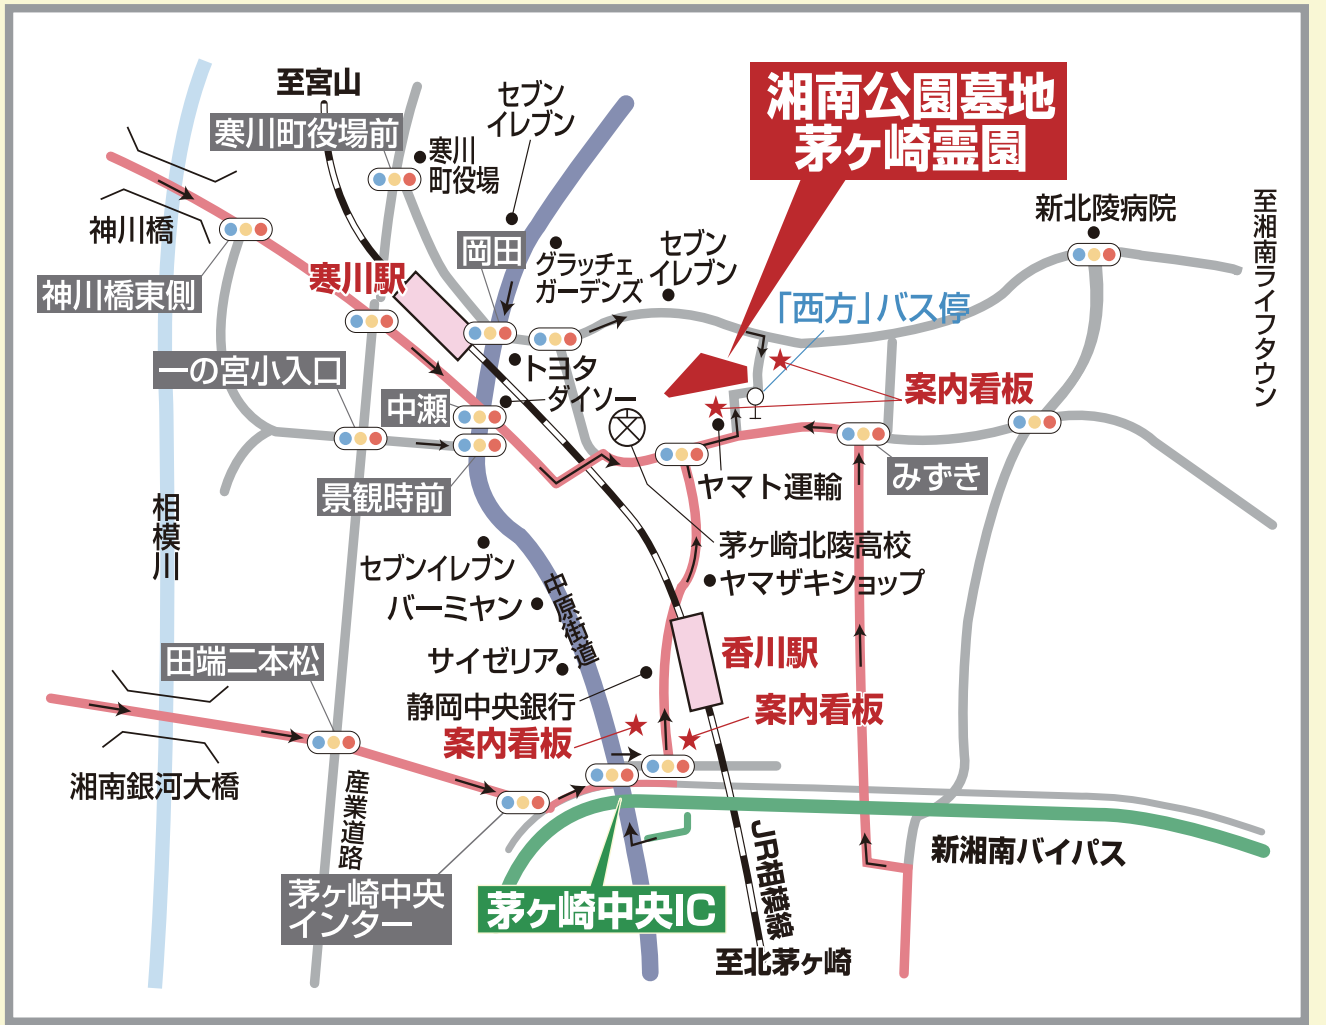 至宮山
寒川町役場前
セブン
イレブン
寒川
町役場
湘南公園墓地
茅ヶ崎霊園
新北陵病院
至湘南ライフタウン
神川橋
神川橋東側
寒川駅
岡田
グラッチェ
ガーデンズ
セブン
イレブン
「西方」バス停
一の宮小入口
トヨタ
ダイソー
中瀬
案内看板
景観時前
みずき
ヤマト運輸
相模川
茅ヶ崎北陵高校
セブンイレブン
ヤマザキショップ
バーミヤン
中原街道
サイゼリア
香川駅
田端二本松
静岡中央銀行
案内看板
案内看板
湘南銀河大橋
産業道路
茅ヶ崎中央
インター
茅ヶ崎中央IC
JR相模線
新湘南バイパス
至北茅ヶ崎